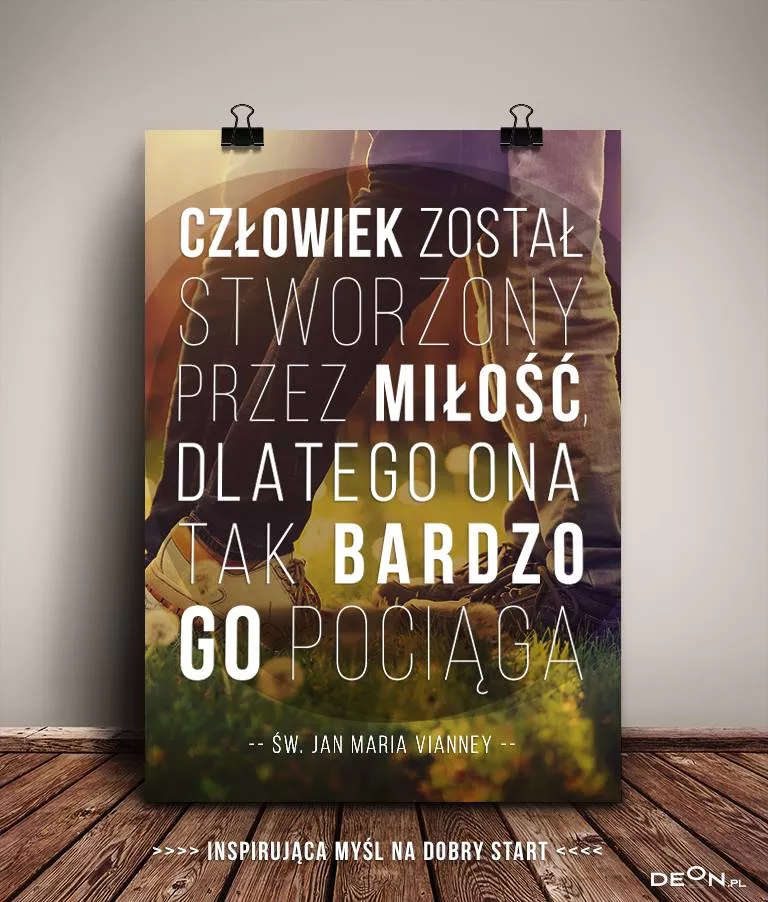 CZŁOWIEK ZOSTAŁ
STWORZONY
PRZEZ MIŁOŚĆ,
DLATEGO ONA
TAK BARDZO
GO POCIĄGA
-- ŚW. JAN MARIA VIANNEY --
>>>> INSPIRUJĄCA MYŚL NA DOBRY START <<<<
DEON.PL